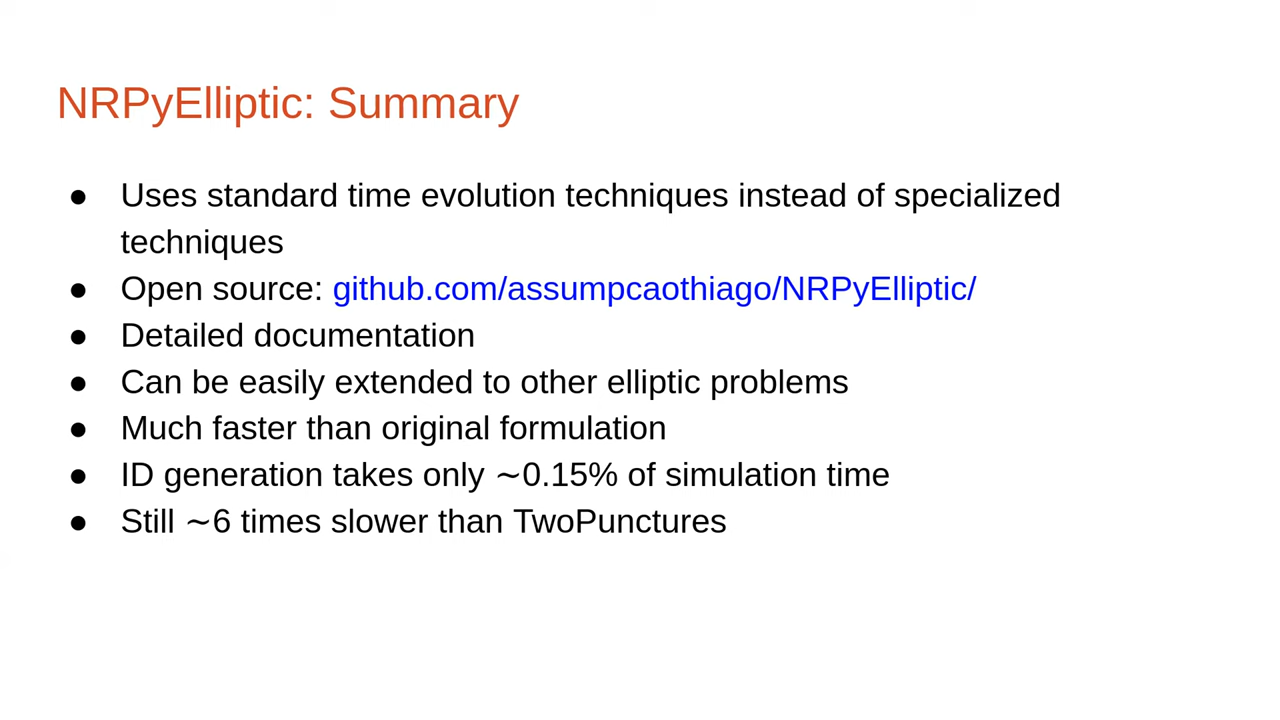 NRPyElliptic: Summary
● Uses standard time evolution techniques instead of specialized
techniques
● Open source: github.com/assumpcaothiago/NRPyElliptic/
● Detailed documentation
● Can be easily extended to other elliptic problems
● Much faster than original formulation
● ID generation takes only ∼0.15% of simulation time
● Still ∼6 times slower than TwoPunctures